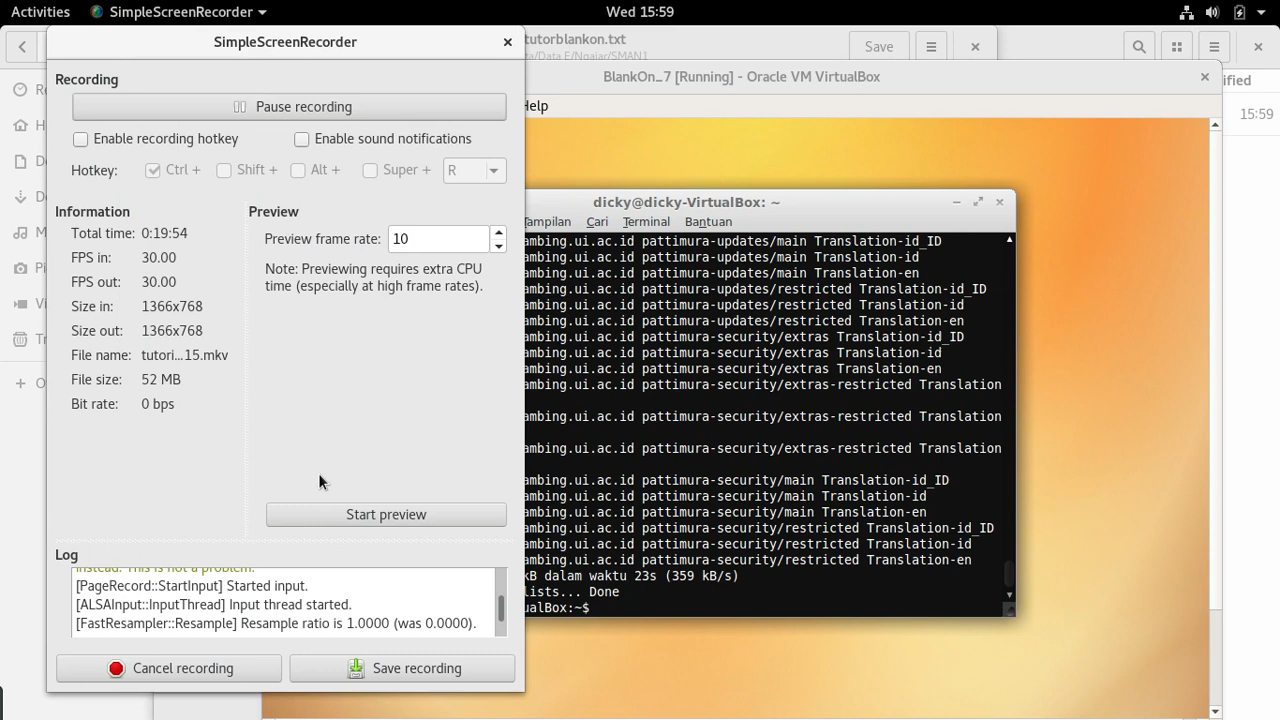 Activities
SimpleScreenRecorder
Wed 15:59
SimpleScreenRecorder
Recording
Pause recording
Enable recording hotkey
Enable sound notifications
Hotkey:
Ctrl +
Shift +
Alt +
Super +
R
Information
Total time: 0:19:54
FPS in: 30.00
FPS out: 30.00
Size in: 1366x768
Size out: 1366x768
File name: tutori...15.mkv
File size: 52 MB
Bit rate: 0 bps
Preview
Preview frame rate: 10
Note: Previewing requires extra CPU
time (especially at high frame rates).
Start preview
Log
instead. This is not a problem.
[PageRecord::StartInput] Started input.
[ALSAInput::InputThread] Input thread started.
[FastResampler::Resample] Resample ratio is 1.0000 (was 0.0000).
Cancel recording
Save recording
tutorblankon.txt
Save
BlankOn_7 [Running] - Oracle VM VirtualBox
Help
15:59
dicky@dicky-VirtualBox: ~
Tampilan
Cari
Terminal
Bantuan
ambing.ui.ac.id pattimura-updates/main Translation-id_ID
ambing.ui.ac.id pattimura-updates/main Translation-id
ambing.ui.ac.id pattimura-updates/main Translation-en
ambing.ui.ac.id pattimura-updates/restricted Translation-id_ID
ambing.ui.ac.id pattimura-updates/restricted Translation-id
ambing.ui.ac.id pattimura-updates/restricted Translation-en
ambing.ui.ac.id pattimura-security/extras Translation-id_ID
ambing.ui.ac.id pattimura-security/extras Translation-id
ambing.ui.ac.id pattimura-security/extras Translation-en
ambing.ui.ac.id pattimura-security/extras-restricted Translation
ambing.ui.ac.id pattimura-security/extras-restricted Translation
ambing.ui.ac.id pattimura-security/extras-restricted Translation
ambing.ui.ac.id pattimura-security/main Translation-id_ID
ambing.ui.ac.id pattimura-security/main Translation-id
ambing.ui.ac.id pattimura-security/main Translation-en
ambing.ui.ac.id pattimura-security/restricted Translation-id_ID
ambing.ui.ac.id pattimura-security/restricted Translation-id
ambing.ui.ac.id pattimura-security/restricted Translation-en
kB dalam waktu 23s (359 kB/s)
lists... Done
ualBox:~$